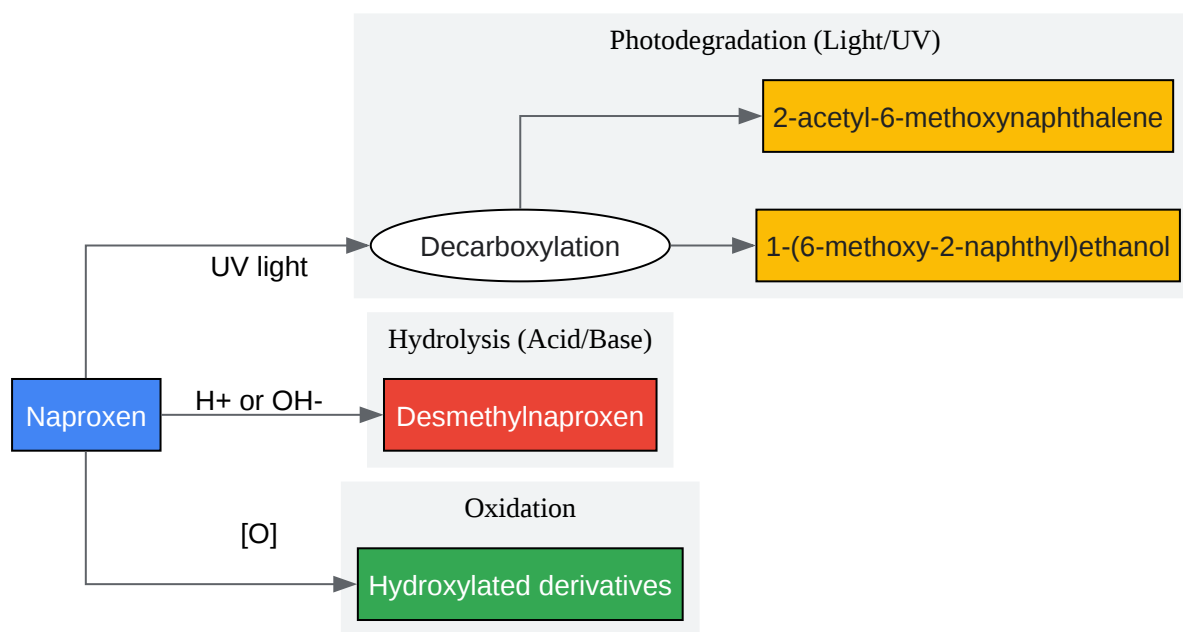 Photodegradation (Light/UV)
2-acetyl-6-methoxynaphthalene
Decarboxylation
1-(6-methoxy-2-naphthyl)ethanol
UV light
Hydrolysis (Acid/Base)
Naproxen
H+ or OH-
Desmethylnaproxen
Oxidation
[O]
Hydroxylated derivatives